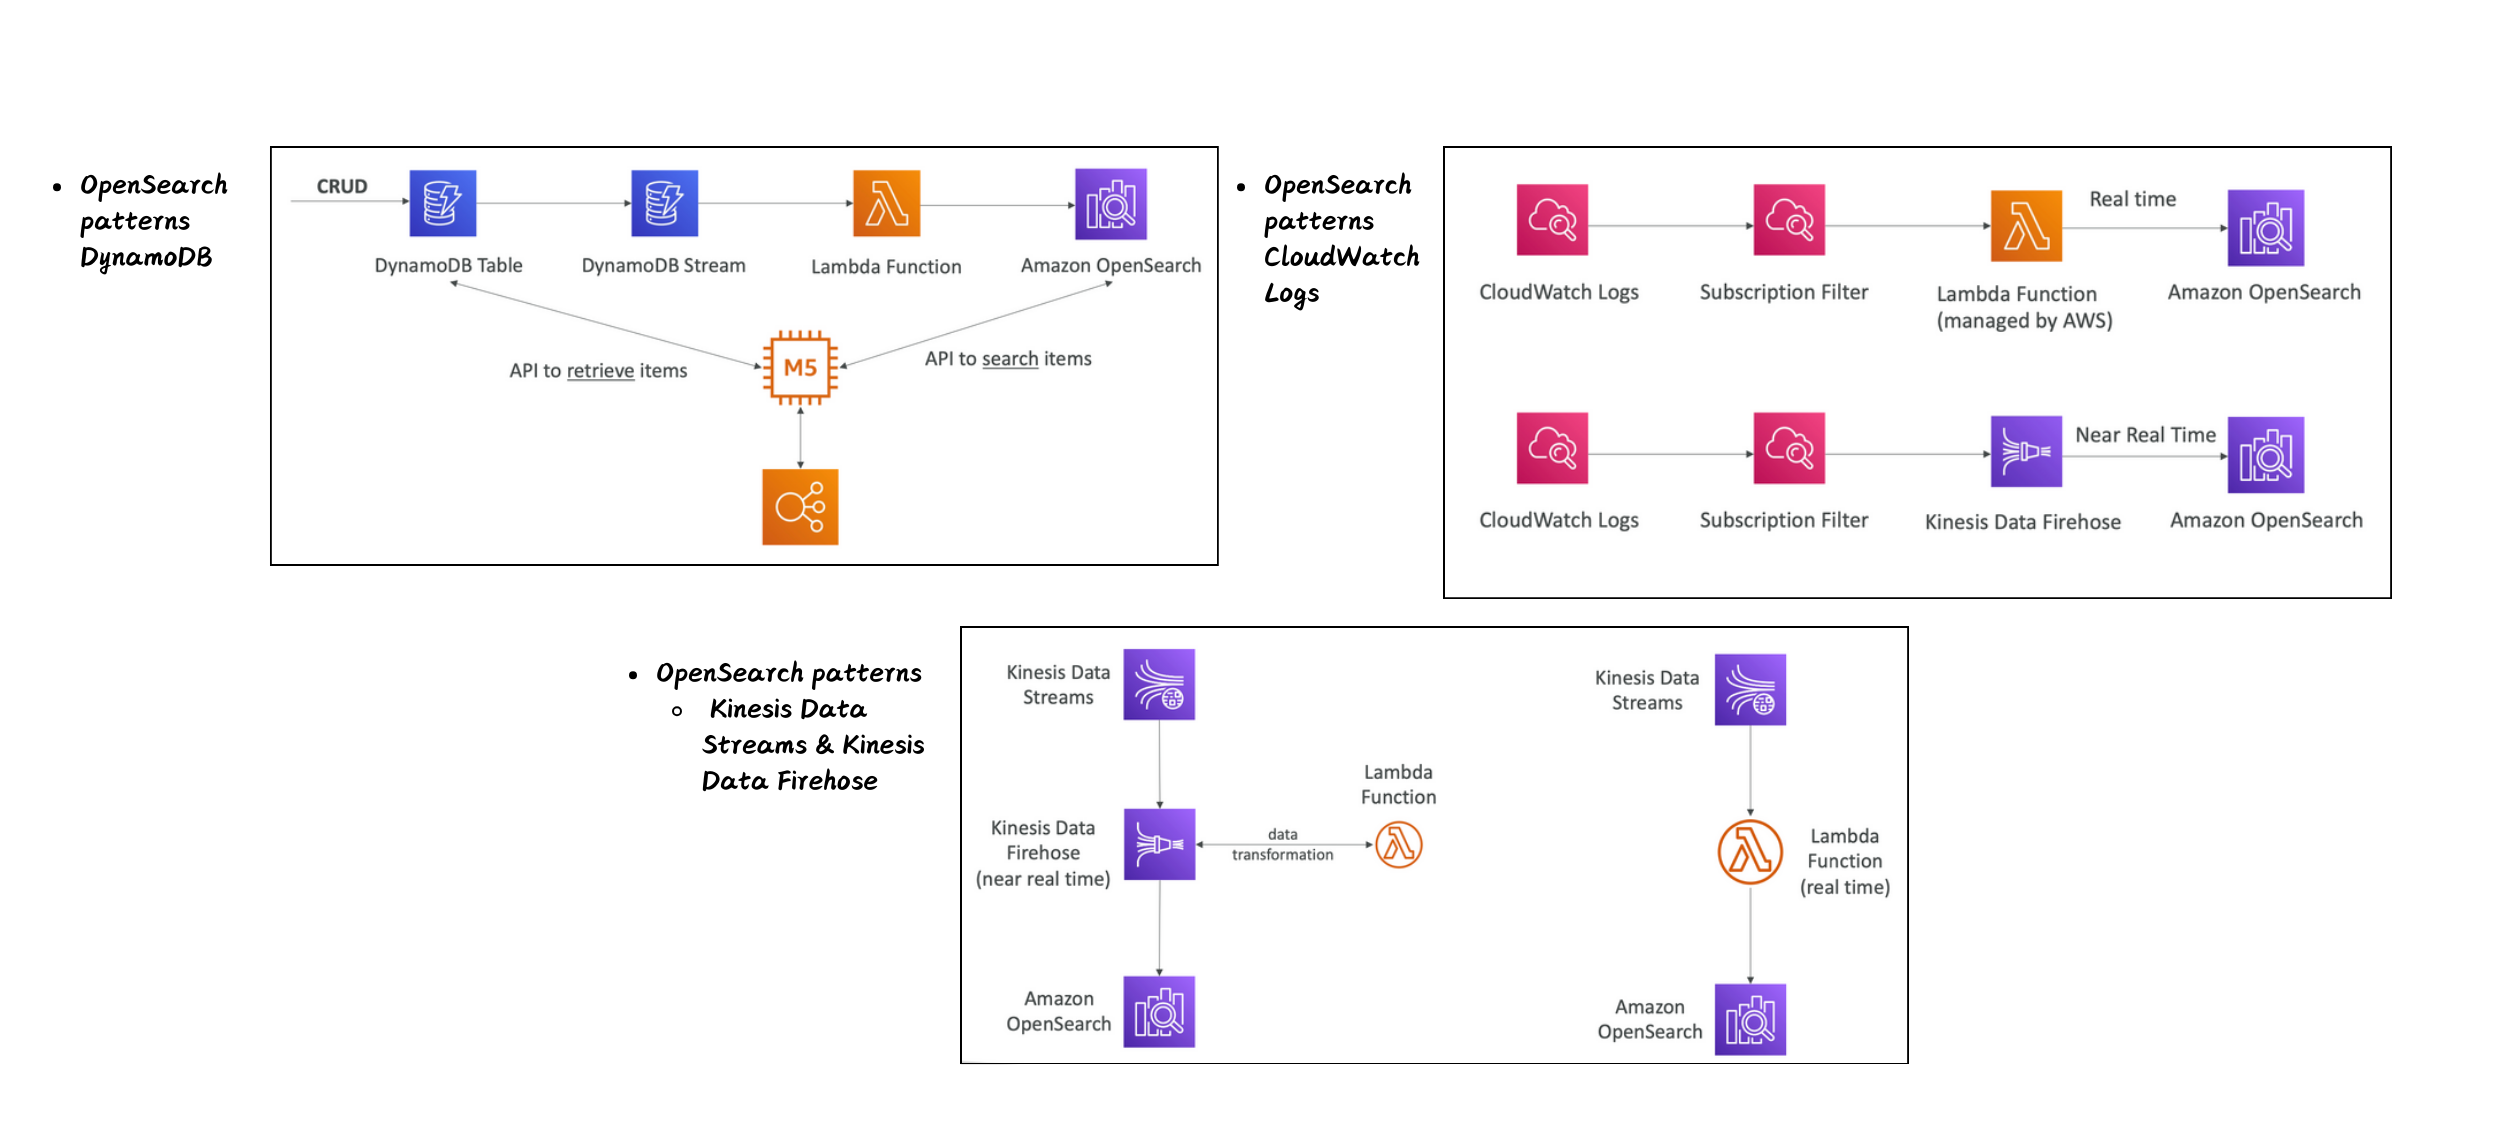 OpenSearch
patterns
DynamoDB
CRUD
DynamoDB Table
DynamoDB Stream
Lambda Function
Amazon OpenSearch
API to retrieve items
M5
API to search items
OpenSearch
patterns
CloudWatch
Logs
Real time
CloudWatch Logs
Subscription Filter
Lambda Function
(managed by AWS)
Amazon OpenSearch
Near Real Time
CloudWatch Logs
Subscription Filter
Kinesis Data Firehose
Amazon OpenSearch
OpenSearch patterns
Kinesis Data
Streams & Kinesis
Data Firehose
Kinesis Data
Streams
Kinesis Data
Firehose
(near real time)
data
transformation
Lambda
Function
Amazon
OpenSearch
Kinesis Data
Streams
Lambda
Function
(real time)
Amazon
OpenSearch